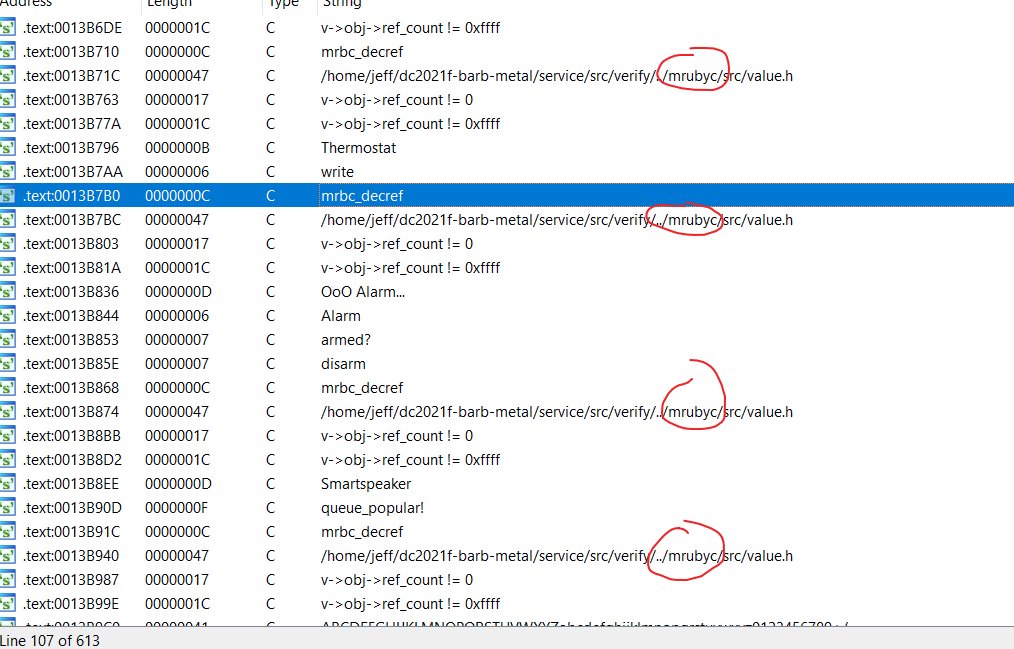 Address Length Type String
.text:0013B6DE 0000001C C v->obj->ref_count != 0xffff
.text:0013B710 0000000C C mrbc_decref
.text:0013B71C 00000047 C /home/jeff/dc2021f-barb-metal/service/src/verify/../mrubyc/src/value.h
.text:0013B763 00000017 C v->obj->ref_count != 0
.text:0013B77A 0000001C C v->obj->ref_count != 0xffff
.text:0013B796 0000000B C Thermostat
.text:0013B7AA 00000006 C write
.text:0013B7B0 0000000C C mrbc_decref
.text:0013B7BC 00000047 C /home/jeff/dc2021f-barb-metal/service/src/verify/../mrubyc/src/value.h
.text:0013B803 00000017 C v->obj->ref_count != 0
.text:0013B81A 0000001C C v->obj->ref_count != 0xffff
.text:0013B836 0000000D C OoO Alarm...
.text:0013B844 00000006 C Alarm
.text:0013B853 00000007 C armed?
.text:0013B85E 00000007 C disarm
.text:0013B868 0000000C C mrbc_decref
.text:0013B874 00000047 C /home/jeff/dc2021f-barb-metal/service/src/verify/../mrubyc/src/value.h
.text:0013B8BB 00000017 C v->obj->ref_count != 0
.text:0013B8D2 0000001C C v->obj->ref_count != 0xffff
.text:0013B8EE 0000000D C Smartspeaker
.text:0013B90D 0000000F C queue_popular!
.text:0013B91C 0000000C C mrbc_decref
.text:0013B940 00000047 C /home/jeff/dc2021f-barb-metal/service/src/verify/../mrubyc/src/value.h
.text:0013B987 00000017 C v->obj->ref_count != 0
.text:0013B99E 0000001C C v->obj->ref_count != 0xffff
Line 107 of 613